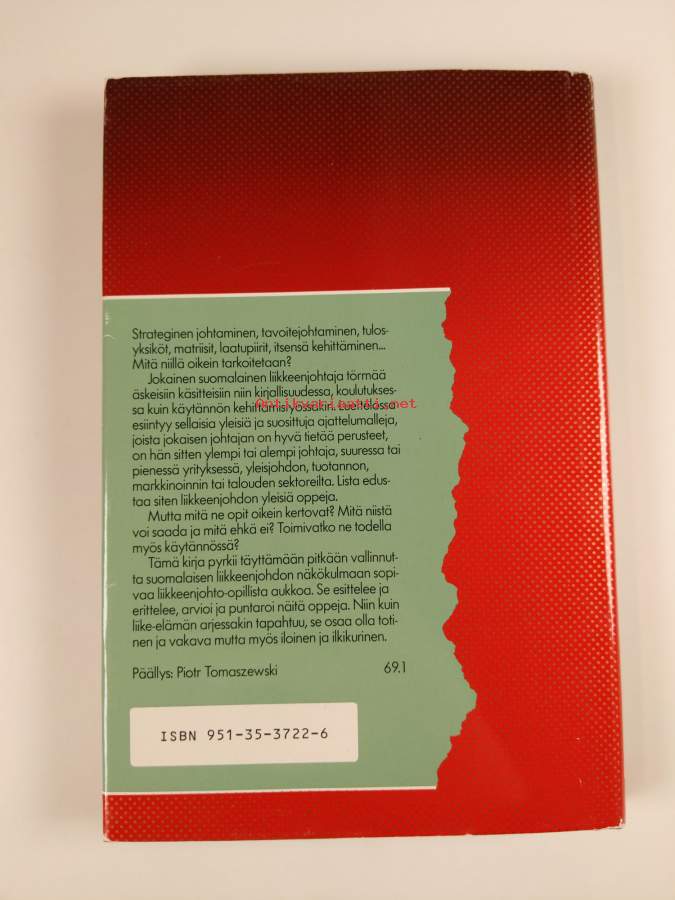 Strateginen johtaminen, tavoitejohtaminen, tulos-
yksiköt, matriisit, laatupiirit, itsensä kehittäminen...
Mitä niillä oikein tarkoitetaan?
Jokainen suomalainen liikkeenjohtaja törmää
äskeisiin käsitteisiin niin kirjallisuudessa, koulutukses-
sa kuin käytännön kehittämistyössäkin. Luettelossa
Antikvariaatti.net
esiintyy sellaisia yleisiä ja suosittuja ajattelumalleja,
joista jokaisen johtajan on hyvä tietää perusteet,
on hän sitten ylempi tai alempi johtaja, suuressa tai
pienessä yrityksessä, yleisjohdon, tuotannon,
markkinoinnin tai talouden sektoreilta. Lista edus-
taa siten liikkeenjohdon yleisiä oppeja.
Mutta mitä ne opit oikein kertovat? Mitä niistä
voi saada ja mitä ehkä ei? Toimivatko ne todella
myös käytännössä?
Tämä kirja pyrkii täyttämään pitkään vallinnut-
ta suomalaisen liikkeenjohdon näkökulmaan sopi-
vaa liikkeenjohto-opillista aukkoa. Se esittelee ja
erittelee, arvioi ja puntaroi näitä oppeja. Niin kuin
liike-elämän arjessakin tapahtuu, se osaa olla toti-
nen ja vakava mutta myös iloinen ja ilkikurinen.
Päällys: Piotr Tomaszewski 69.1
ISBN 951-35-3722-6